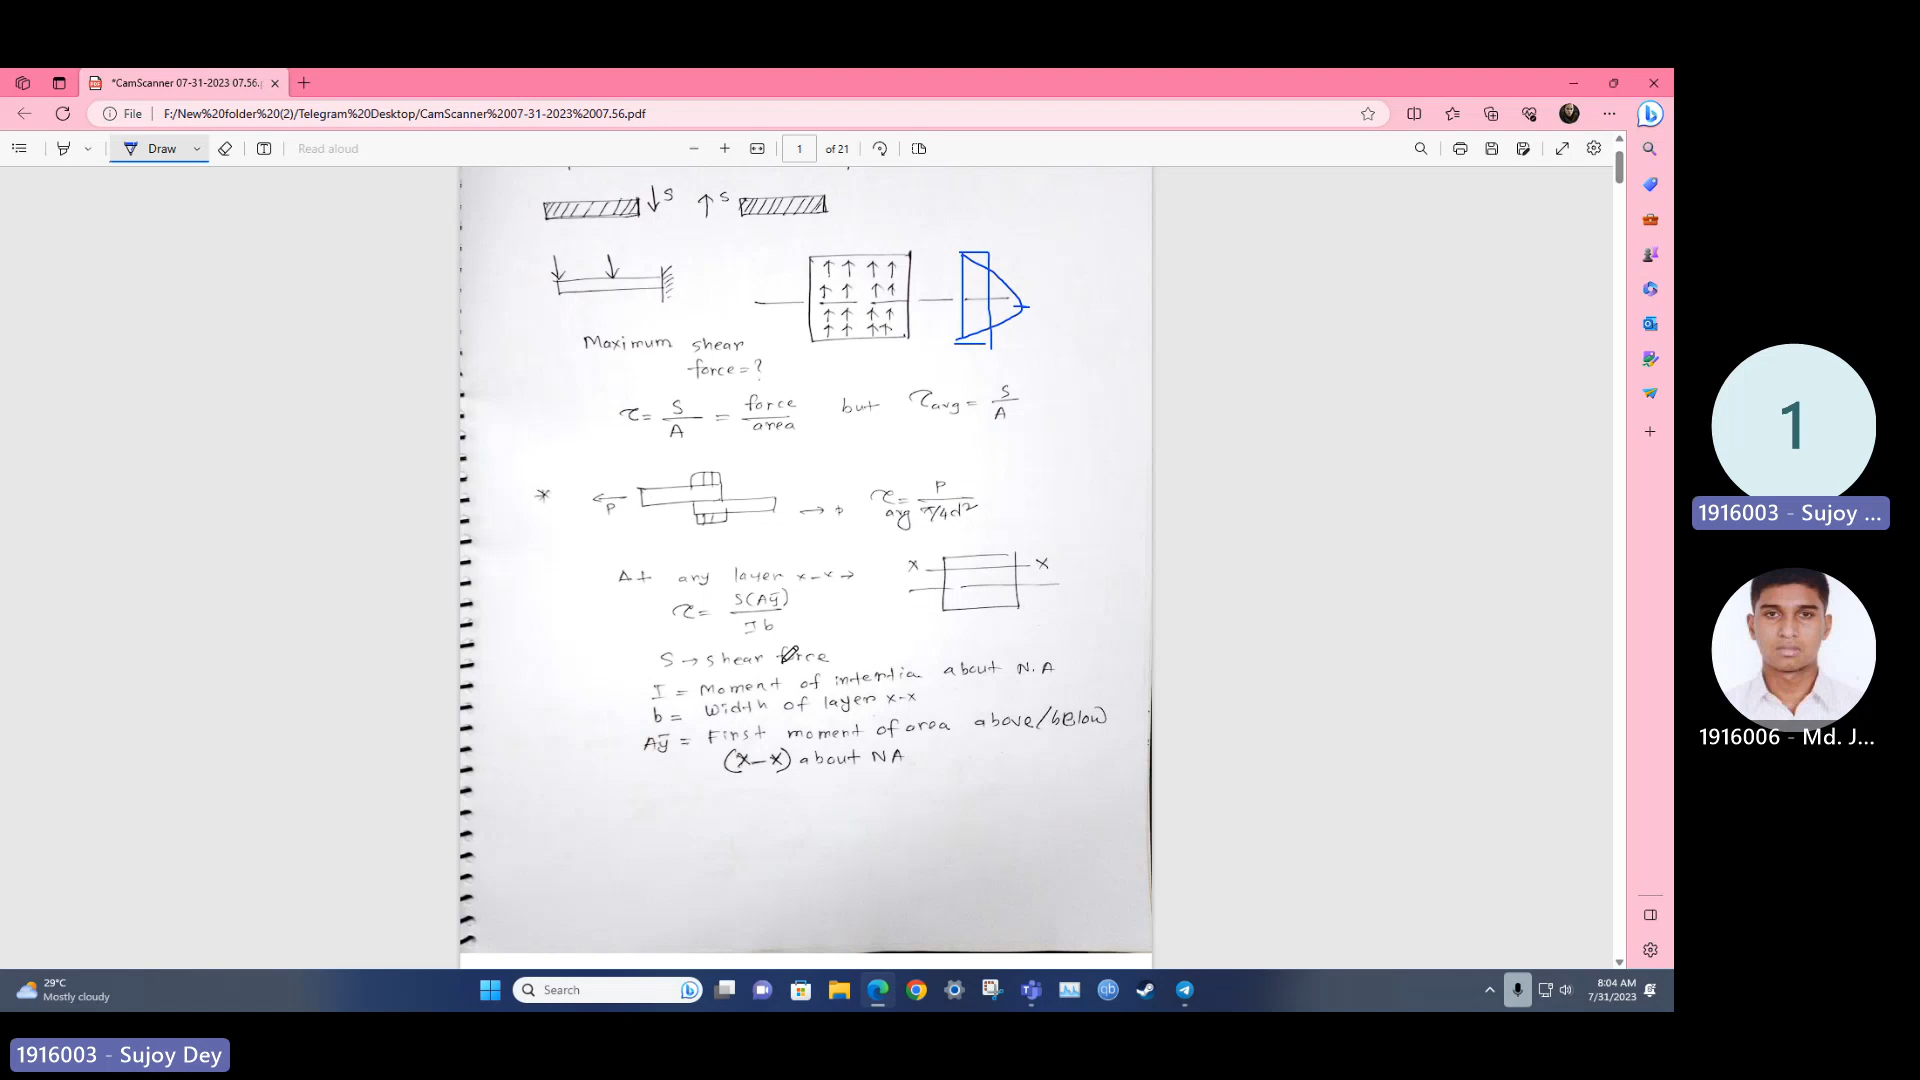 *CamScanner 07-31-2023 07.56.
File
F:/New%20folder%20(2)/Telegram%20Desktop/CamScanner%2007-31-2023%2007.56.pdf
Draw
Read aloud
1
of 21
↓ S ↑ S
Maximum shear
force = ?
τ = S/A = force/area but τavg = S/A
* P
τavg = P/(π/4 d²)
At any layer x-x →
x x
τ = S(Aȳ)/Ib
S → shear force
I = Moment of intertia about N.A
b = width of layer x-x
Aȳ = First moment of area above/below
(x-x) about NA
1
1916003 - Sujoy ...
1916006 - Md. J...
29°C
Mostly cloudy
Search
8:04 AM
7/31/2023
1916003 - Sujoy Dey